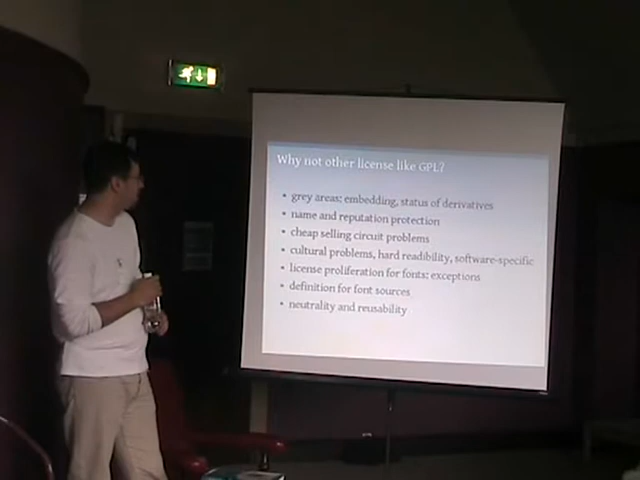 Why not other license like GPL?
• grey areas: embedding, status of derivatives
• name and reputation protection
• cheap selling circuit problems
• cultural problems, hard readibility, software-specific
• license proliferation for fonts: exceptions
• definition for font sources
• neutrality and reusability